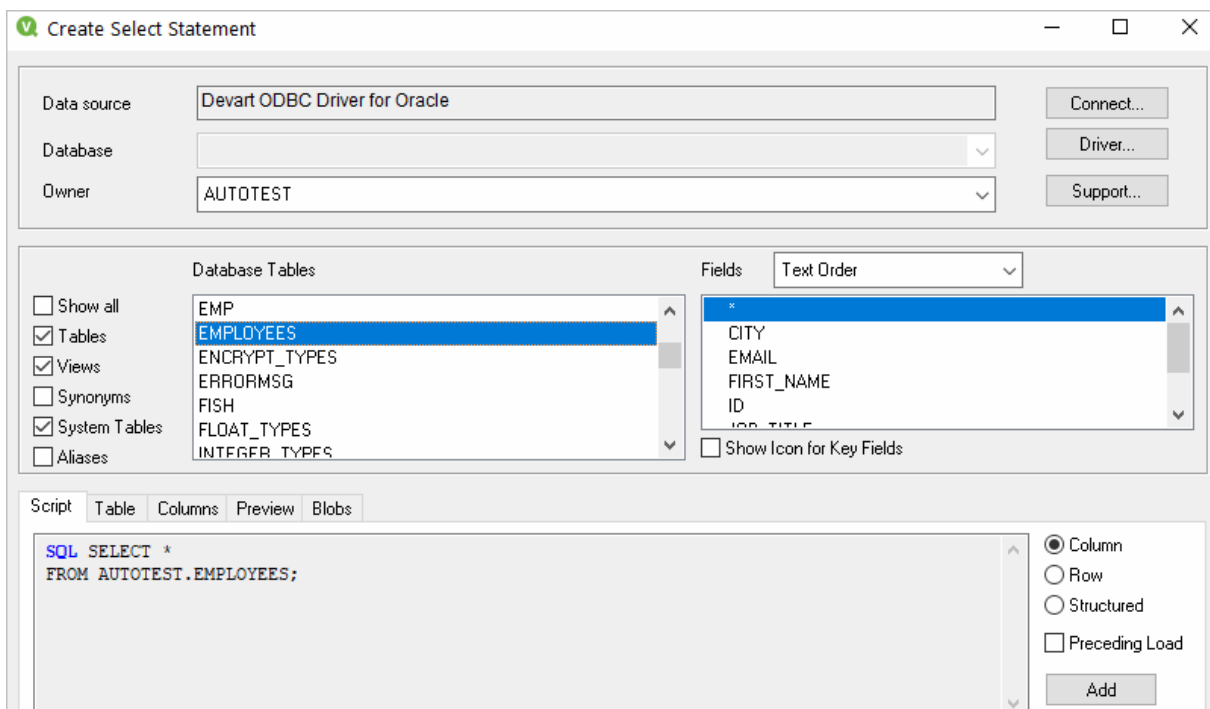 Create Select Statement
Data source
Devart ODBC Driver for Oracle
Connect...
Database
Driver...
Owner
AUTOTEST
Support...
Database Tables
Fields
Text Order
Show all
Tables
Views
Synonyms
System Tables
Aliases
EMP
EMPLOYEES
ENCRYPT_TYPES
ERRORMSG
FISH
FLOAT_TYPES
INTEGER_TYPES
*
CITY
EMAIL
FIRST_NAME
ID
JOB_TITLE
Show Icon for Key Fields
Script
Table
Columns
Preview
Blobs
SQL SELECT *
FROM AUTOTEST.EMPLOYEES;
Column
Row
Structured
Preceding Load
Add